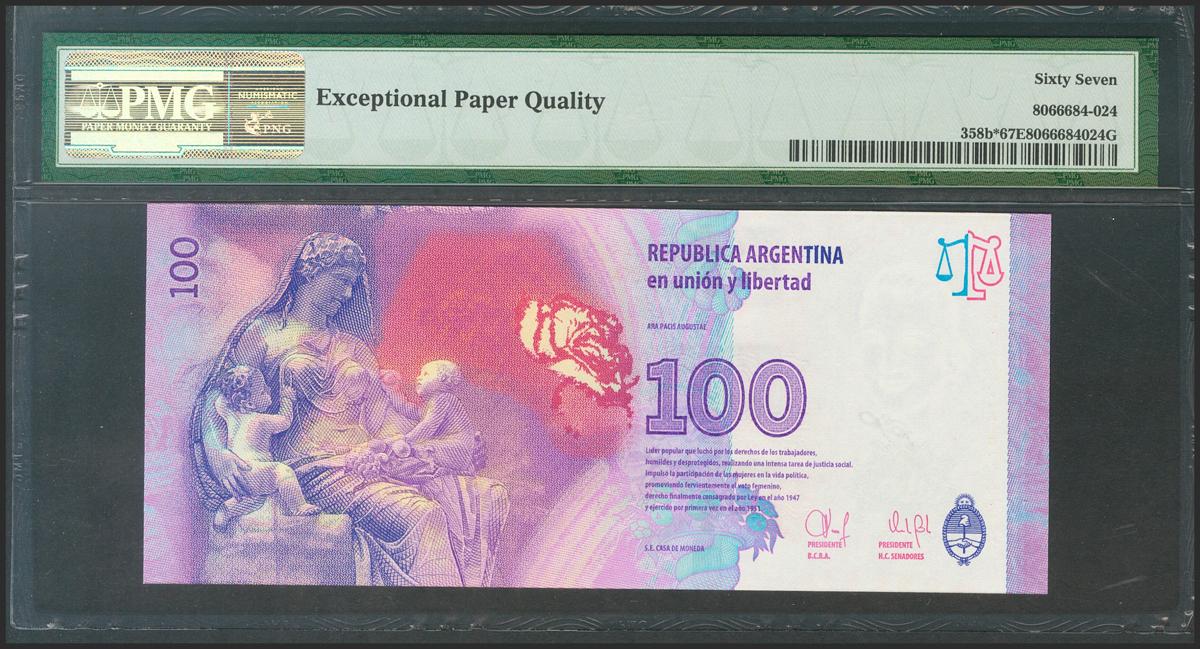 PMG
PAPER MONEY GUARANTY
NUMISMATIC
PNG
Exceptional Paper Quality
Sixty Seven
8066684-024
358b*67E8066684024G
100
REPUBLICA ARGENTINA
en unión y libertad
ARA PACIS AUGUSTAE
100
Líder popular que luchó por los derechos de los trabajadores,
humildes y desprotegidos, realizando una intensa tarea de justicia social.
Impulsó la participación de las mujeres en la vida política,
promoviendo fervientemente el voto femenino,
derecho finalmente consagrado por Ley en el año 1947
y ejercido por primera vez en el año 1951.
S.E. CASA DE MONEDA
PRESIDENTE
B.C.R.A.
PRESIDENTE
H.C. SENADORES